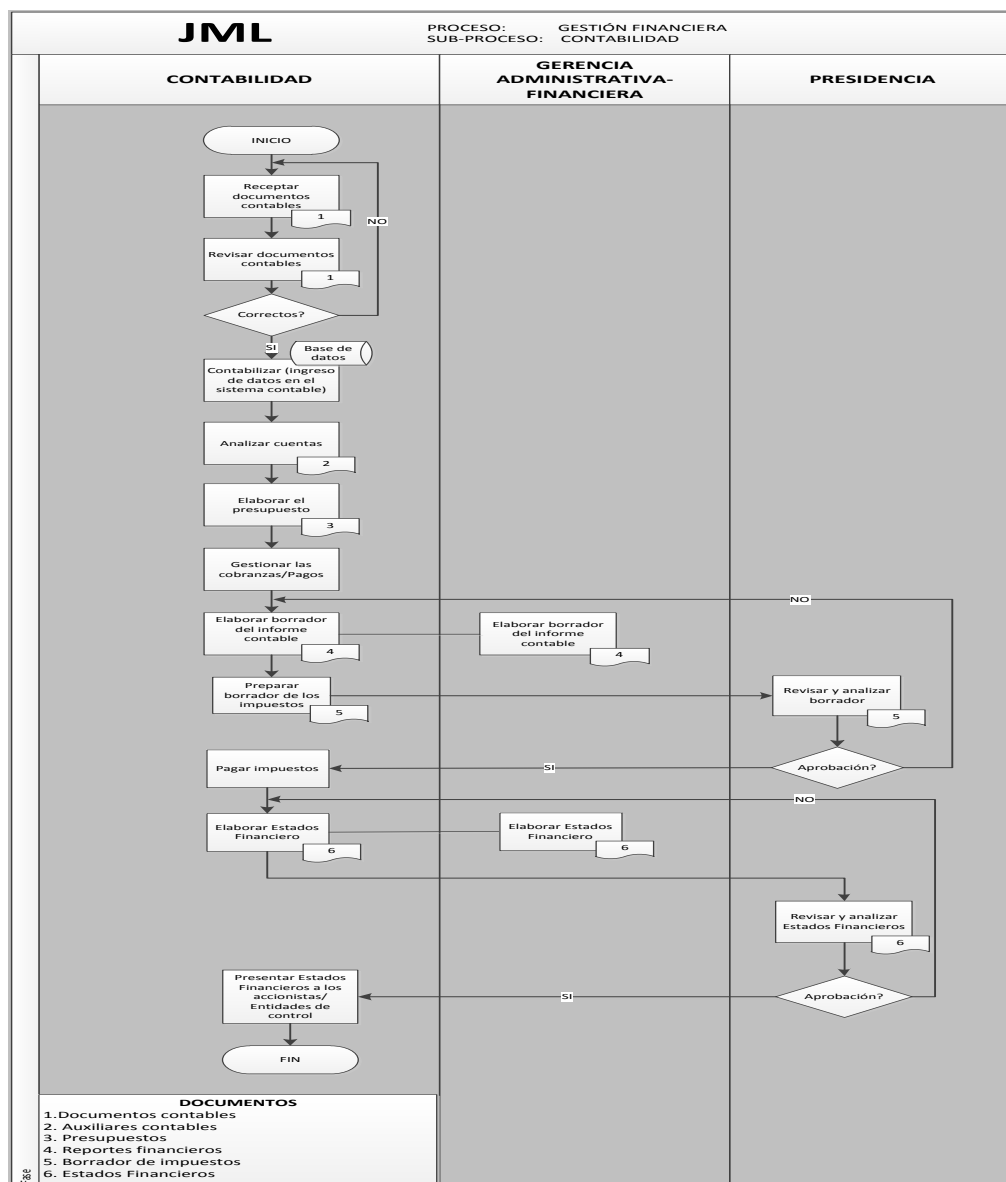 JML
PROCESO: GESTIÓN FINANCIERA
SUB-PROCESO: CONTABILIDAD
CONTABILIDAD
GERENCIA
ADMINISTRATIVA-
FINANCIERA
PRESIDENCIA
INICIO
Receptar
documentos
contables
1
NO
Revisar documentos
contables
1
Correctos?
SI
Base de
datos
Contabilizar (ingreso
de datos en el
sistema contable)
Analizar cuentas
2
Elaborar el
presupuesto
3
Gestionar las
cobranzas/Pagos
NO
Elaborar borrador
del informe
contable
4
Elaborar borrador
del informe
contable
4
Preparar
borrador de los
impuestos
5
Revisar y analizar
borrador
5
Pagar impuestos
SI
Aprobación?
NO
Elaborar Estados
Financiero
6
Elaborar Estados
Financiero
6
Revisar y analizar
Estados Financieros
6
Presentar Estados
Financieros a los
accionistas/
Entidades de
control
SI
Aprobación?
FIN
DOCUMENTOS
1.Documentos contables
2. Auxiliares contables
3. Presupuestos
4. Reportes financieros
5. Borrador de impuestos
6. Estados Financieros
Fase